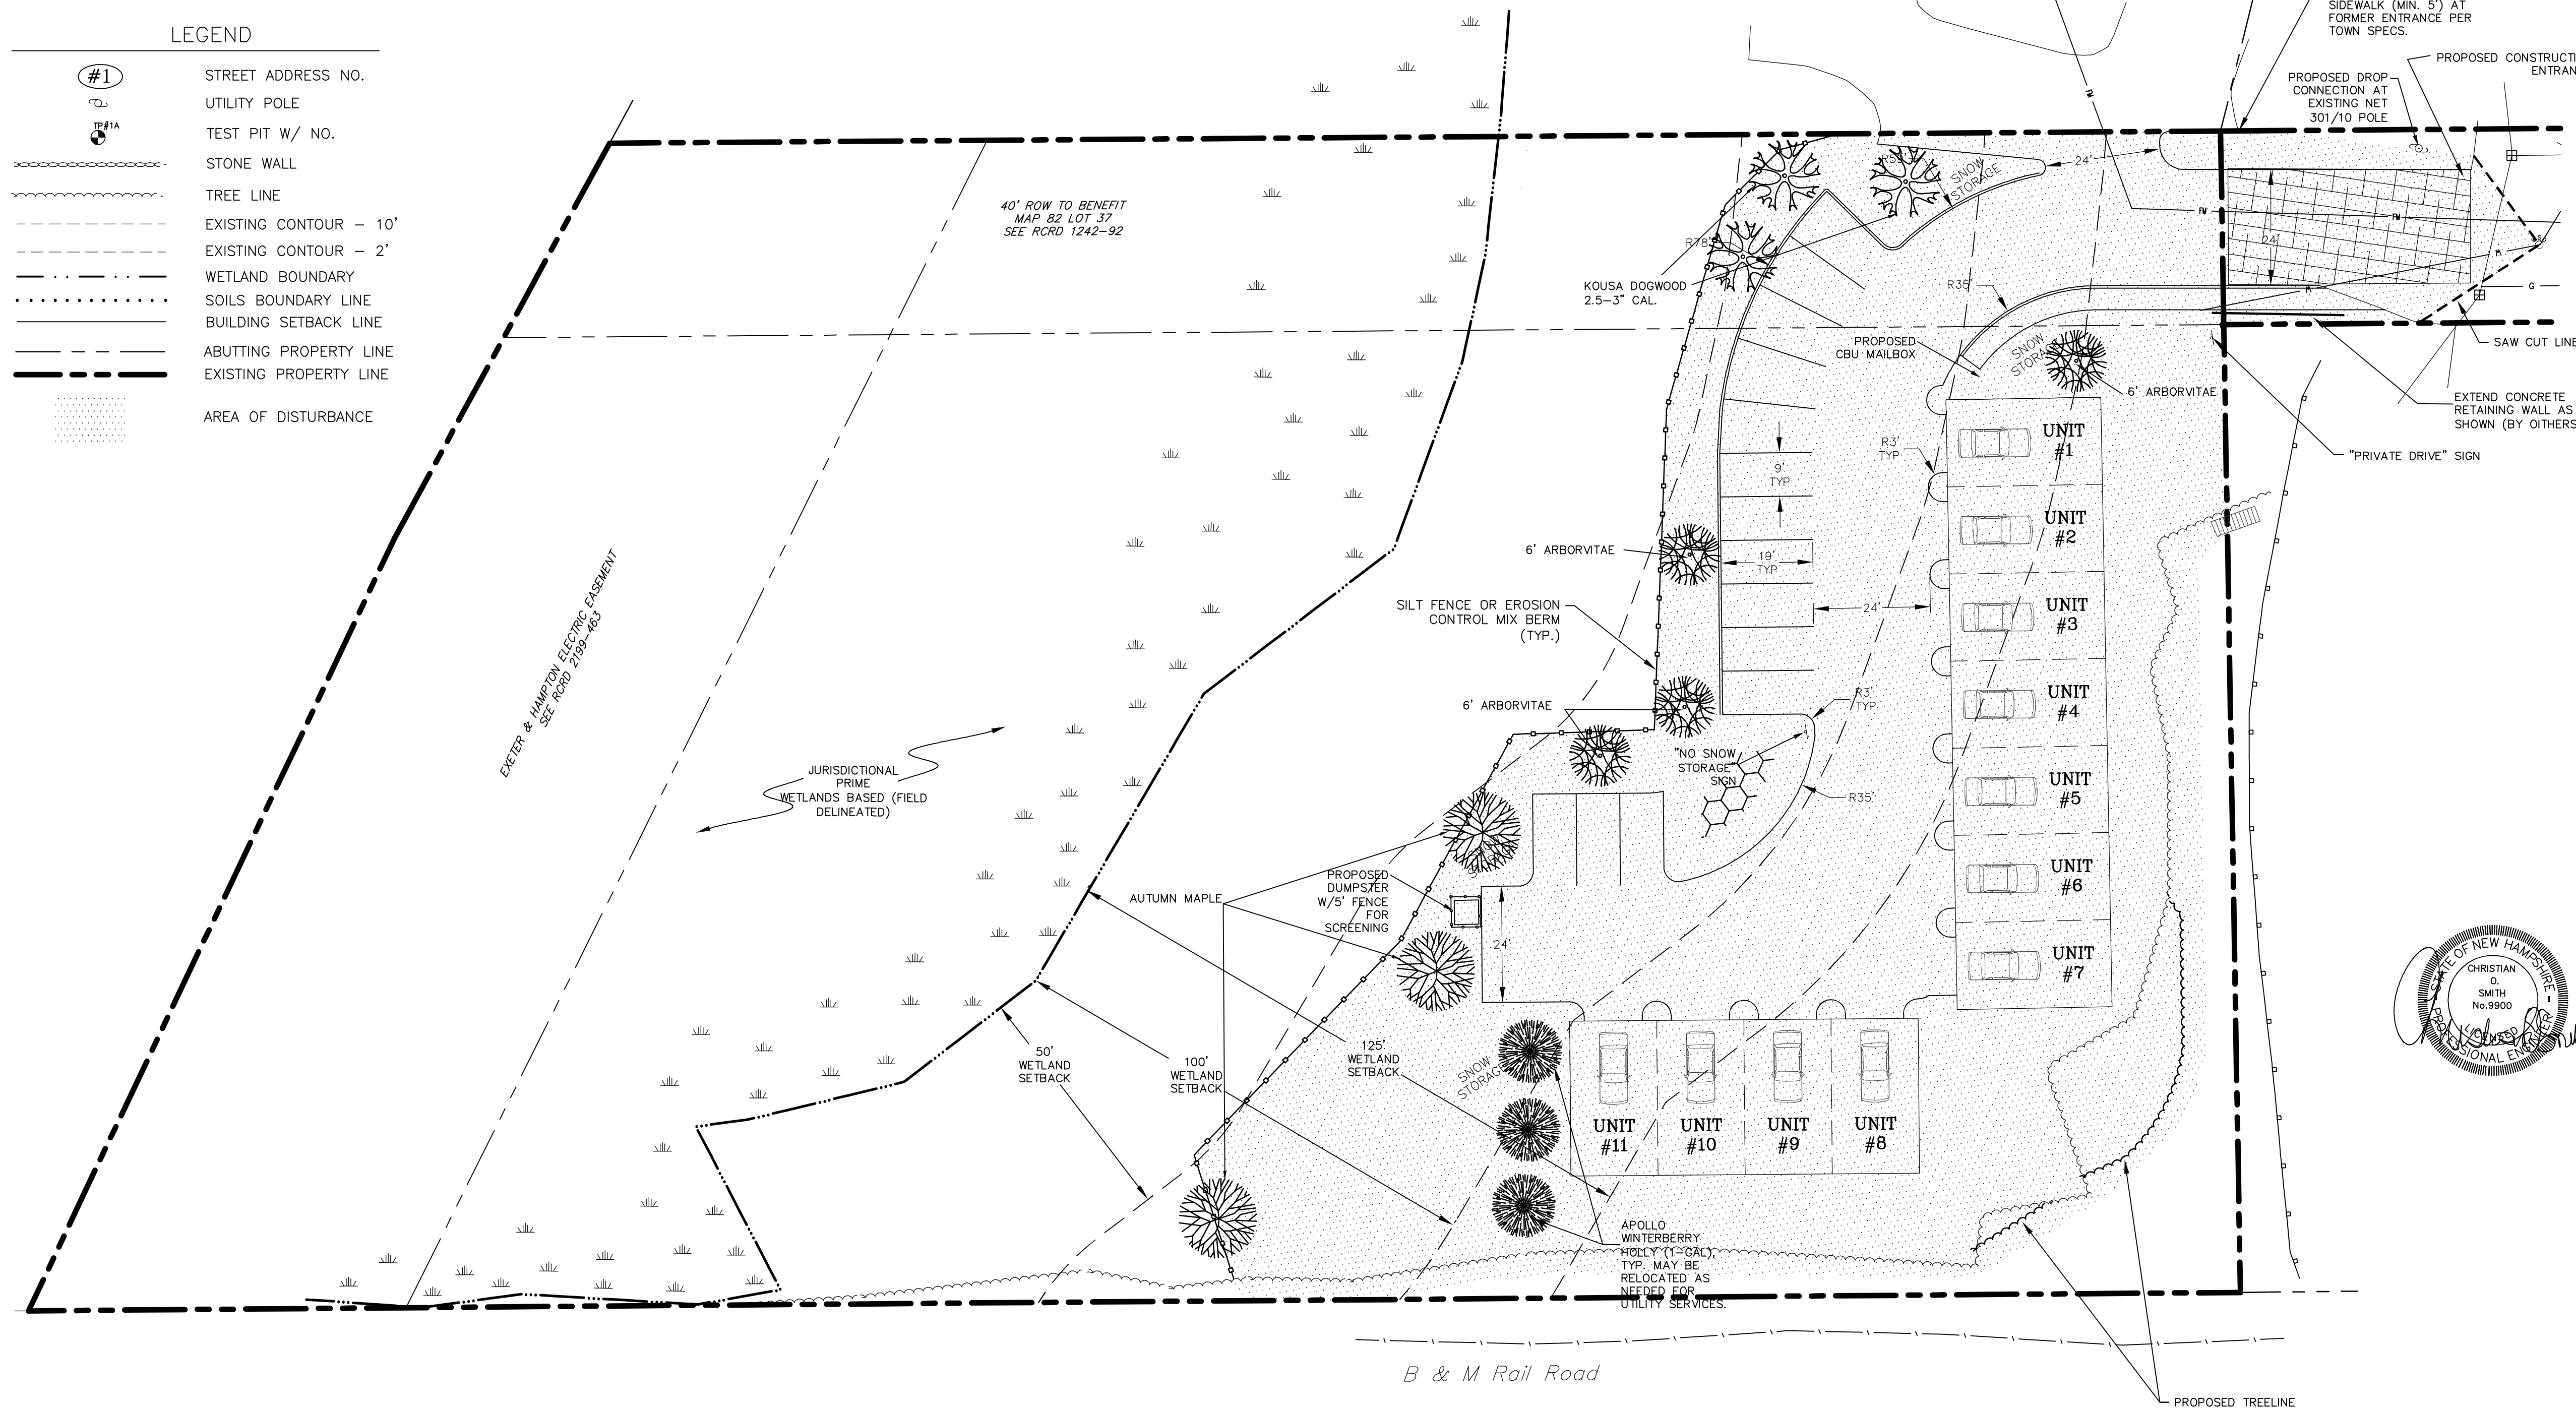 LEGEND
#1
STREET ADDRESS NO.
UTILITY POLE
TP#1A
TEST PIT W/ NO.
STONE WALL
TREE LINE
EXISTING CONTOUR – 10'
EXISTING CONTOUR – 2'
WETLAND BOUNDARY
SOILS BOUNDARY LINE
BUILDING SETBACK LINE
ABUTTING PROPERTY LINE
EXISTING PROPERTY LINE
AREA OF DISTURBANCE
40' ROW TO BENEFIT
MAP 82 LOT 37
SEE RCRD 1242-92
EXETER & HAMPTON ELECTRIC EASEMENT
SEE RCRD 2199-463
JURISDICTIONAL
PRIME
WETLANDS BASED (FIELD
DELINEATED)
SIDEWALK (MIN. 5') AT
FORMER ENTRANCE PER
TOWN SPECS.
PROPOSED CONSTRUCTI
ENTRAN
PROPOSED DROP
CONNECTION AT
EXISTING NET
301/10 POLE
SNOW
STORAGE
24'
24'
R78'
KOUSA DOGWOOD
2.5–3" CAL.
R35'
G
SAW CUT LINE
PROPOSED
CBU MAILBOX
SNOW
STORAGE
6' ARBORVITAE
EXTEND CONCRETE
RETAINING WALL AS
SHOWN (BY OITHERS
"PRIVATE DRIVE" SIGN
R3'
TYP
9'
TYP
19'
TYP
24'
6' ARBORVITAE
SILT FENCE OR EROSION
CONTROL MIX BERM
(TYP.)
6' ARBORVITAE
R3'
TYP
"NO SNOW
STORAGE"
SIGN
R35'
UNIT
#1
UNIT
#2
UNIT
#3
UNIT
#4
UNIT
#5
UNIT
#6
UNIT
#7
AUTUMN MAPLE
PROPOSED
DUMPSTER
W/5' FENCE
FOR
SCREENING
24'
50'
WETLAND
SETBACK
100'
WETLAND
SETBACK
125'
WETLAND
SETBACK
SNOW
STORAGE
UNIT
#11
UNIT
#10
UNIT
#9
UNIT
#8
APOLLO
WINTERBERRY
HOLLY (1-GAL),
TYP. MAY BE
RELOCATED AS
NEEDED FOR
UTILITY SERVICES.
STATE OF NEW HAMPSHIRE
CHRISTIAN
O.
SMITH
No.9900
LICENSED
PROFESSIONAL ENGINEER
B & M Rail Road
PROPOSED TREELINE